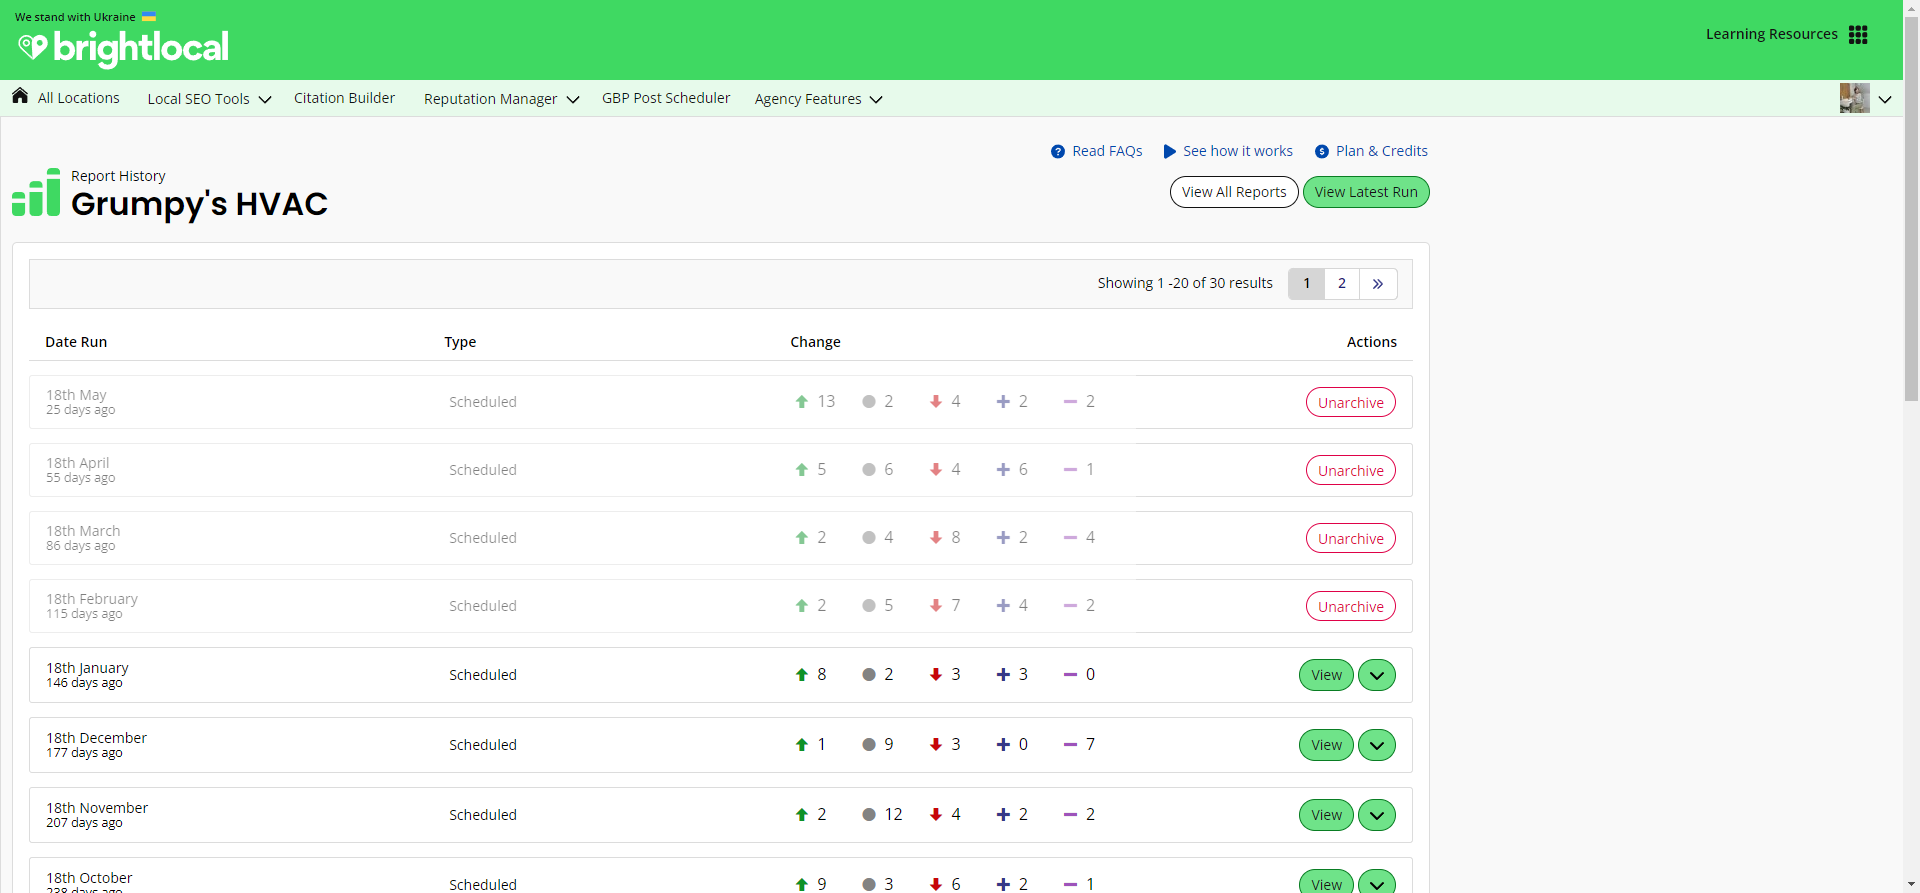 We stand with Ukraine
brightlocal
Learning Resources
All Locations Local SEO Tools Citation Builder Reputation Manager GBP Post Scheduler Agency Features
Read FAQs See how it works Plan & Credits
Report History
Grumpy's HVAC
View All Reports View Latest Run
Showing 1 -20 of 30 results 1 2 »
Date Run Type Change Actions
18th May
25 days ago
Scheduled 13 2 4 2 2 Unarchive
18th April
55 days ago
Scheduled 5 6 4 6 1 Unarchive
18th March
86 days ago
Scheduled 2 4 8 2 4 Unarchive
18th February
115 days ago
Scheduled 2 5 7 4 2 Unarchive
18th January
146 days ago
Scheduled 8 2 3 3 0 View
18th December
177 days ago
Scheduled 1 9 3 0 7 View
18th November
207 days ago
Scheduled 2 12 4 2 2 View
18th October
238 days ago
Scheduled 9 3 6 2 1 View